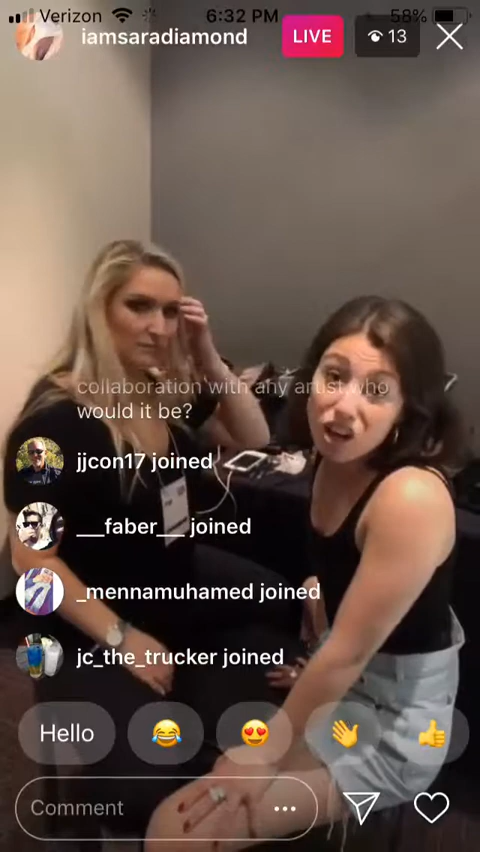 Verizon 6:32 PM 58%
iamsaradiamond LIVE 13
collaboration with any artist who
would it be?
jjcon17 joined
___faber___ joined
_mennamuhamed joined
jc_the_trucker joined
Hello
Comment